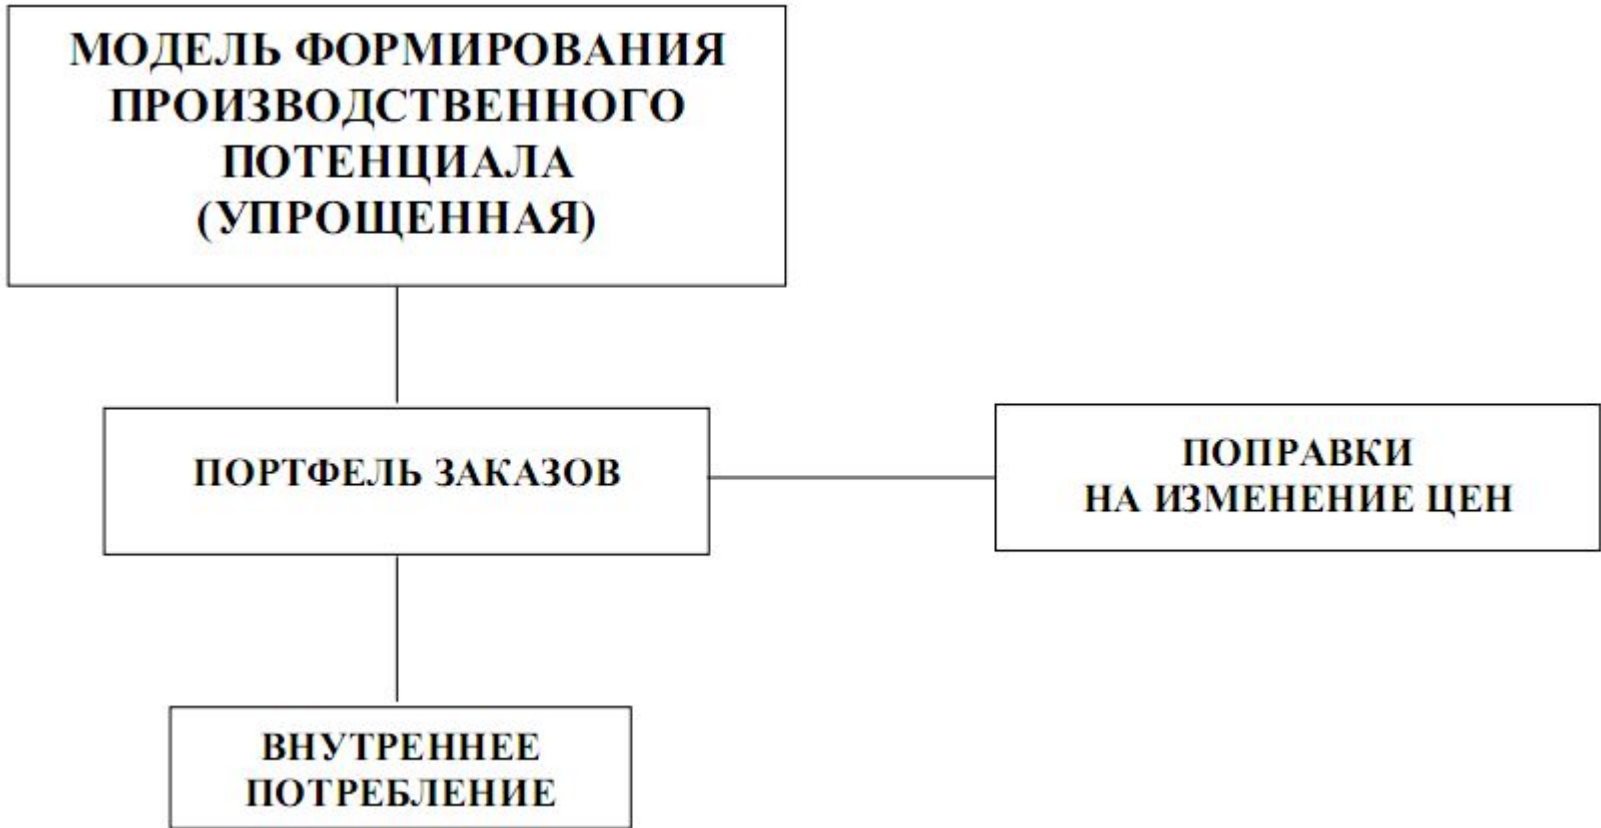 МОДЕЛЬ ФОРМИРОВАНИЯ
ПРОИЗВОДСТВЕННОГО
ПОТЕНЦИАЛА
(УПРОЩЕННАЯ)
ПОРТФЕЛЬ ЗАКАЗОВ
ПОПРАВКИ
НА ИЗМЕНЕНИЕ ЦЕН
ВНУТРЕННЕЕ
ПОТРЕБЛЕНИЕ